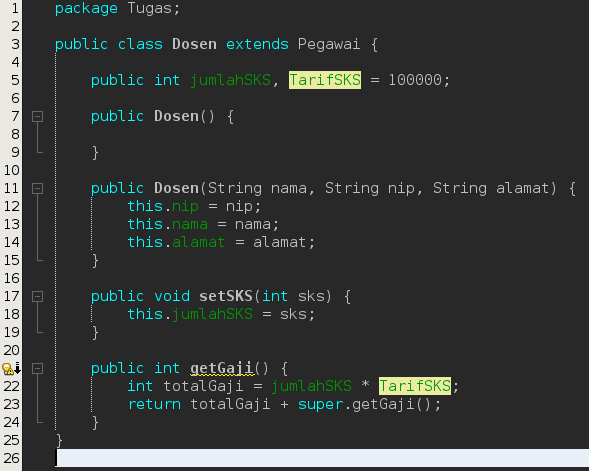 1 package Tugas;
2
3 public class Dosen extends Pegawai {
4
5 public int jumlahSKS, TarifSKS = 100000;
6
7 public Dosen() {
8
9 }
10
11 public Dosen(String nama, String nip, String alamat) {
12 this.nip = nip;
13 this.nama = nama;
14 this.alamat = alamat;
15 }
16
17 public void setSKS(int sks) {
18 this.jumlahSKS = sks;
19 }
20
public int getGaji() {
22 int totalGaji = jumlahSKS * TarifSKS;
23 return totalGaji + super.getGaji();
24 }
25 }
26